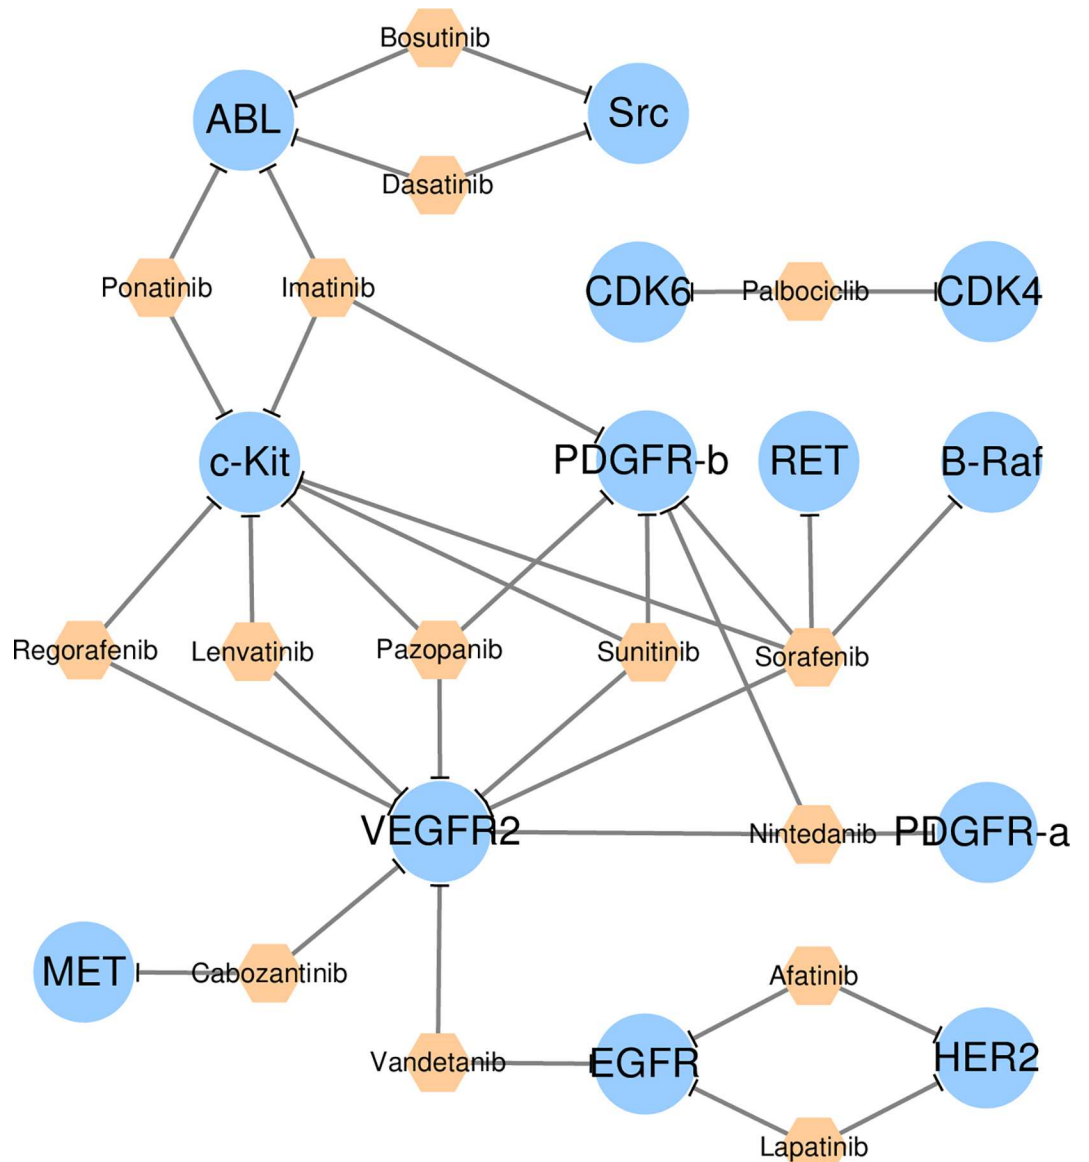 Bosutinib
ABL
Src
Dasatinib
Ponatinib
Imatinib
CDK6
Palbociclib
CDK4
c-Kit
PDGFR-b
RET
B-Raf
Regorafenib
Lenvatinib
Pazopanib
Sunitinib
Sorafenib
VEGFR2
Nintedanib
PDGFR-a
MET
Cabozantinib
Afatinib
Vandetanib
EGFR
HER2
Lapatinib